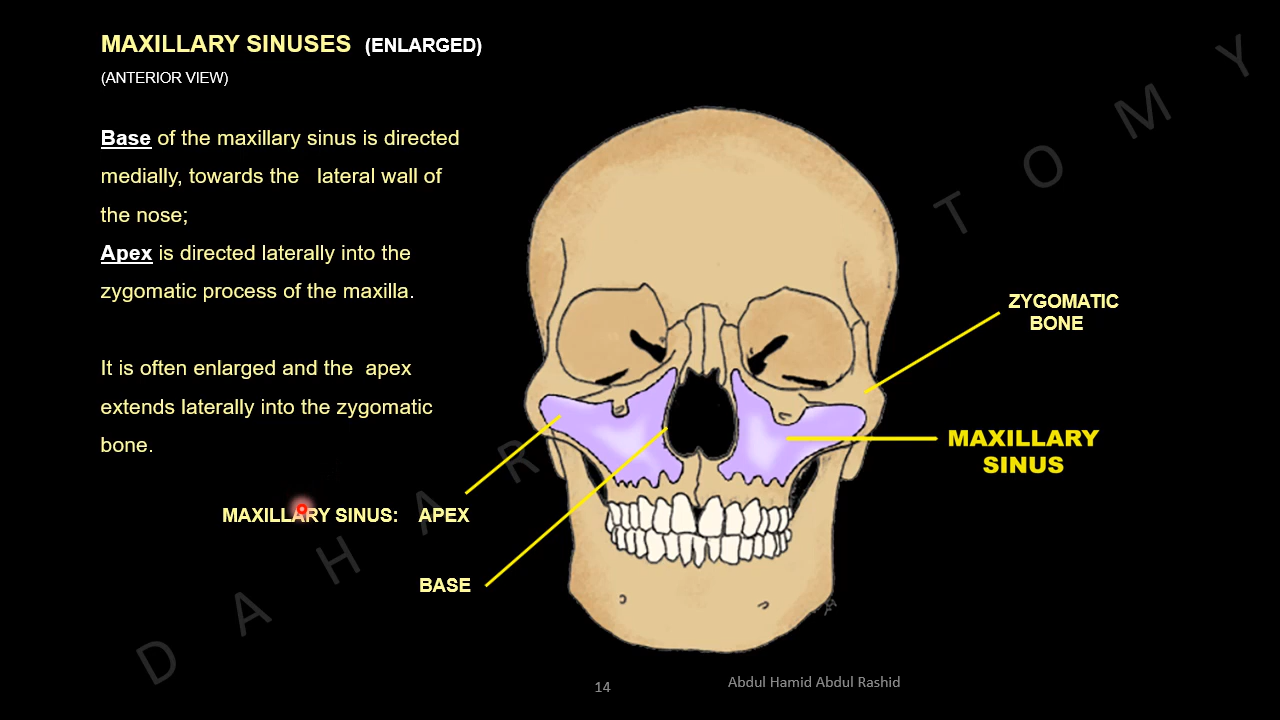 MAXILLARY SINUSES (ENLARGED)
(ANTERIOR VIEW)
Base of the maxillary sinus is directed
medially, towards the lateral wall of
the nose;
Apex is directed laterally into the
zygomatic process of the maxilla.
It is often enlarged and the apex
extends laterally into the zygomatic
bone.
MAXILLARY SINUS: APEX
BASE
ZYGOMATIC
BONE
MAXILLARY
SINUS
D A H A R T O M Y
14
Abdul Hamid Abdul Rashid